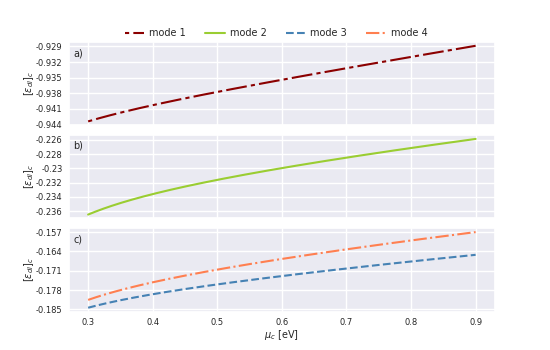 mode 1 mode 2 mode 3 mode 4
a)
-0.929
-0.932
-0.935
-0.938
-0.941
-0.944
[ε_al]_c
b)
-0.226
-0.228
-0.23
-0.232
-0.234
-0.236
[ε_al]_c
c)
-0.157
-0.164
-0.171
-0.178
-0.185
[ε_al]_c
0.3 0.4 0.5 0.6 0.7 0.8 0.9
μ_c [eV]